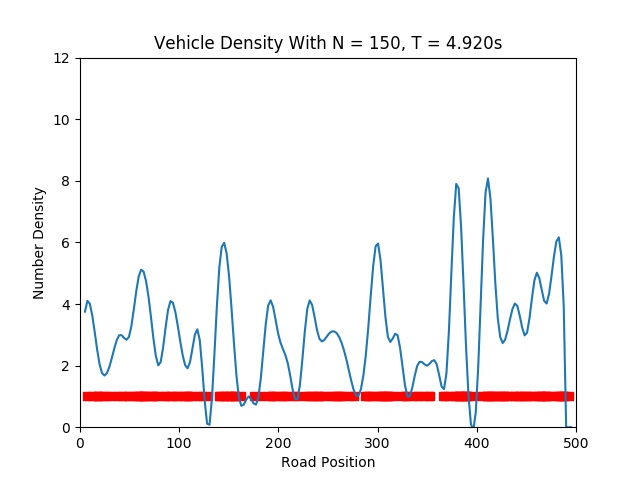 Vehicle Density With N = 150, T = 4.920s
12
10
8
6
4
2
0
Number Density
0 100 200 300 400 500
Road Position